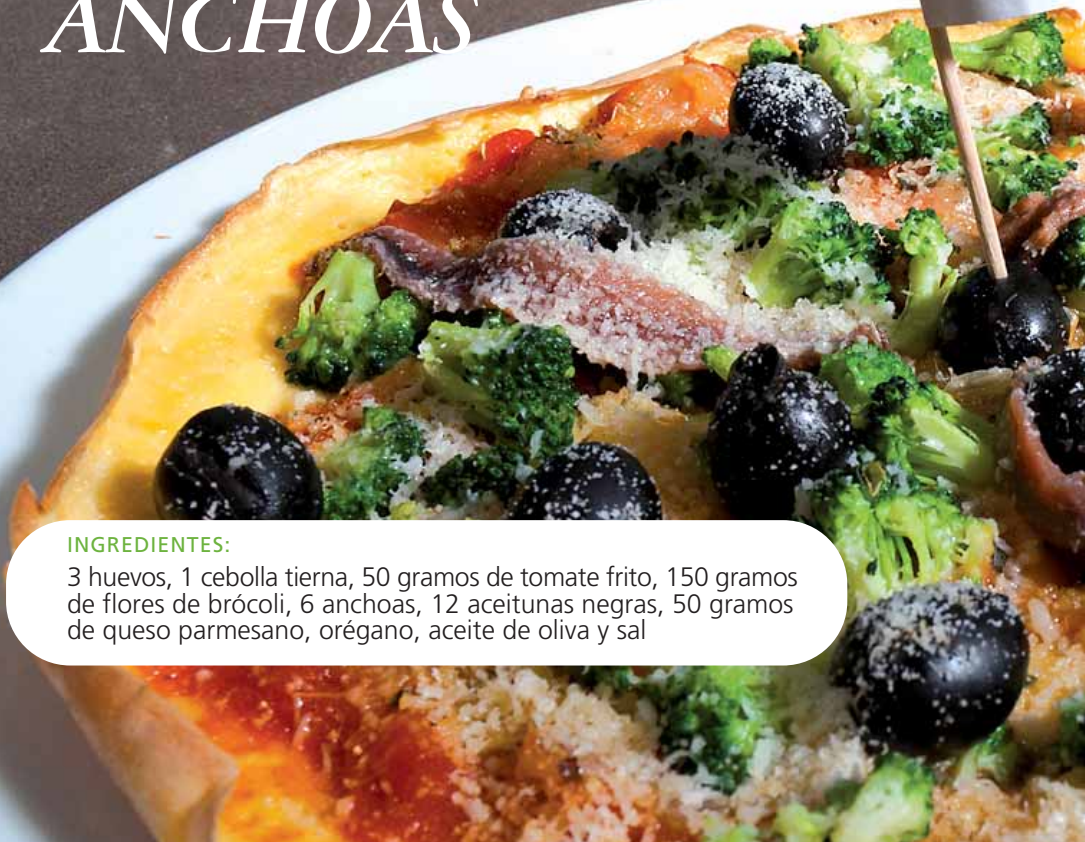 ANCHOAS
INGREDIENTES:
3 huevos, 1 cebolla tierna, 50 gramos de tomate frito, 150 gramos
de flores de brócoli, 6 anchoas, 12 aceitunas negras, 50 gramos
de queso parmesano, orégano, aceite de oliva y sal